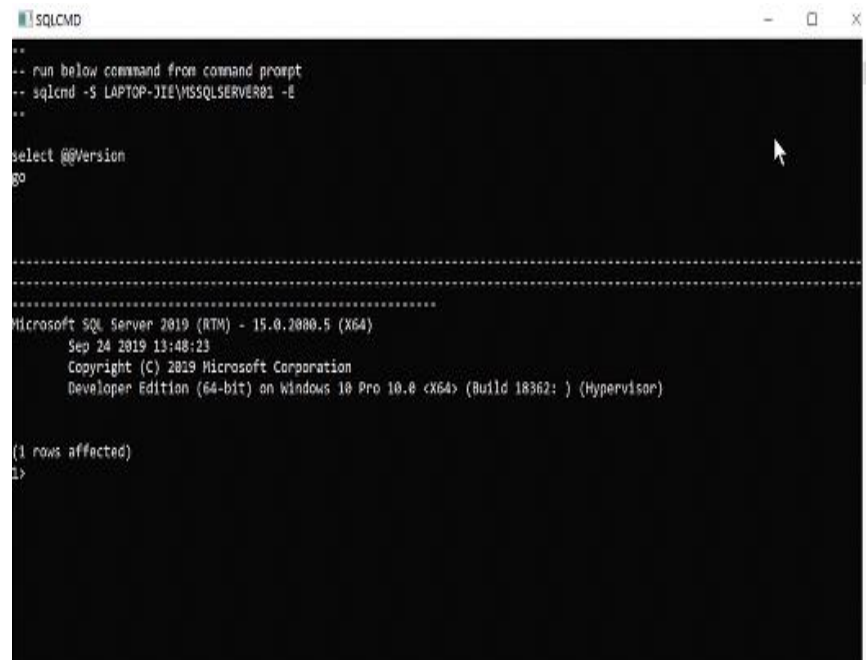 SQLCMD
--
-- run below commmand from command prompt
-- sqlcmd -S LAPTOP-JIE\MSSQLSERVER01 -E
--
select @@Version
go
Microsoft SQL Server 2019 (RTM) - 15.0.2080.5 (X64)
Sep 24 2019 13:48:23
Copyright (C) 2019 Microsoft Corporation
Developer Edition (64-bit) on Windows 10 Pro 10.0 <X64> (Build 18362: ) (Hypervisor)
(1 rows affected)
1>